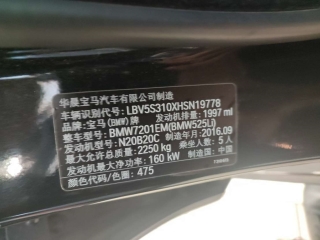 华晨宝马汽车有限公司制造
车辆识别代号 LBV5S310XHSN19778
品牌:宝马(BMW)牌 发动机排量:1997 ml
整车型号:BMW7201EM(BMW525Li)
发动机型号:N20B20C 制造年月:2016.09
最大允许总质量:2250 kg 乘坐人数:5 人
发动机最大净功率:160 kW 制造国:中国
颜色代码/色圈:475